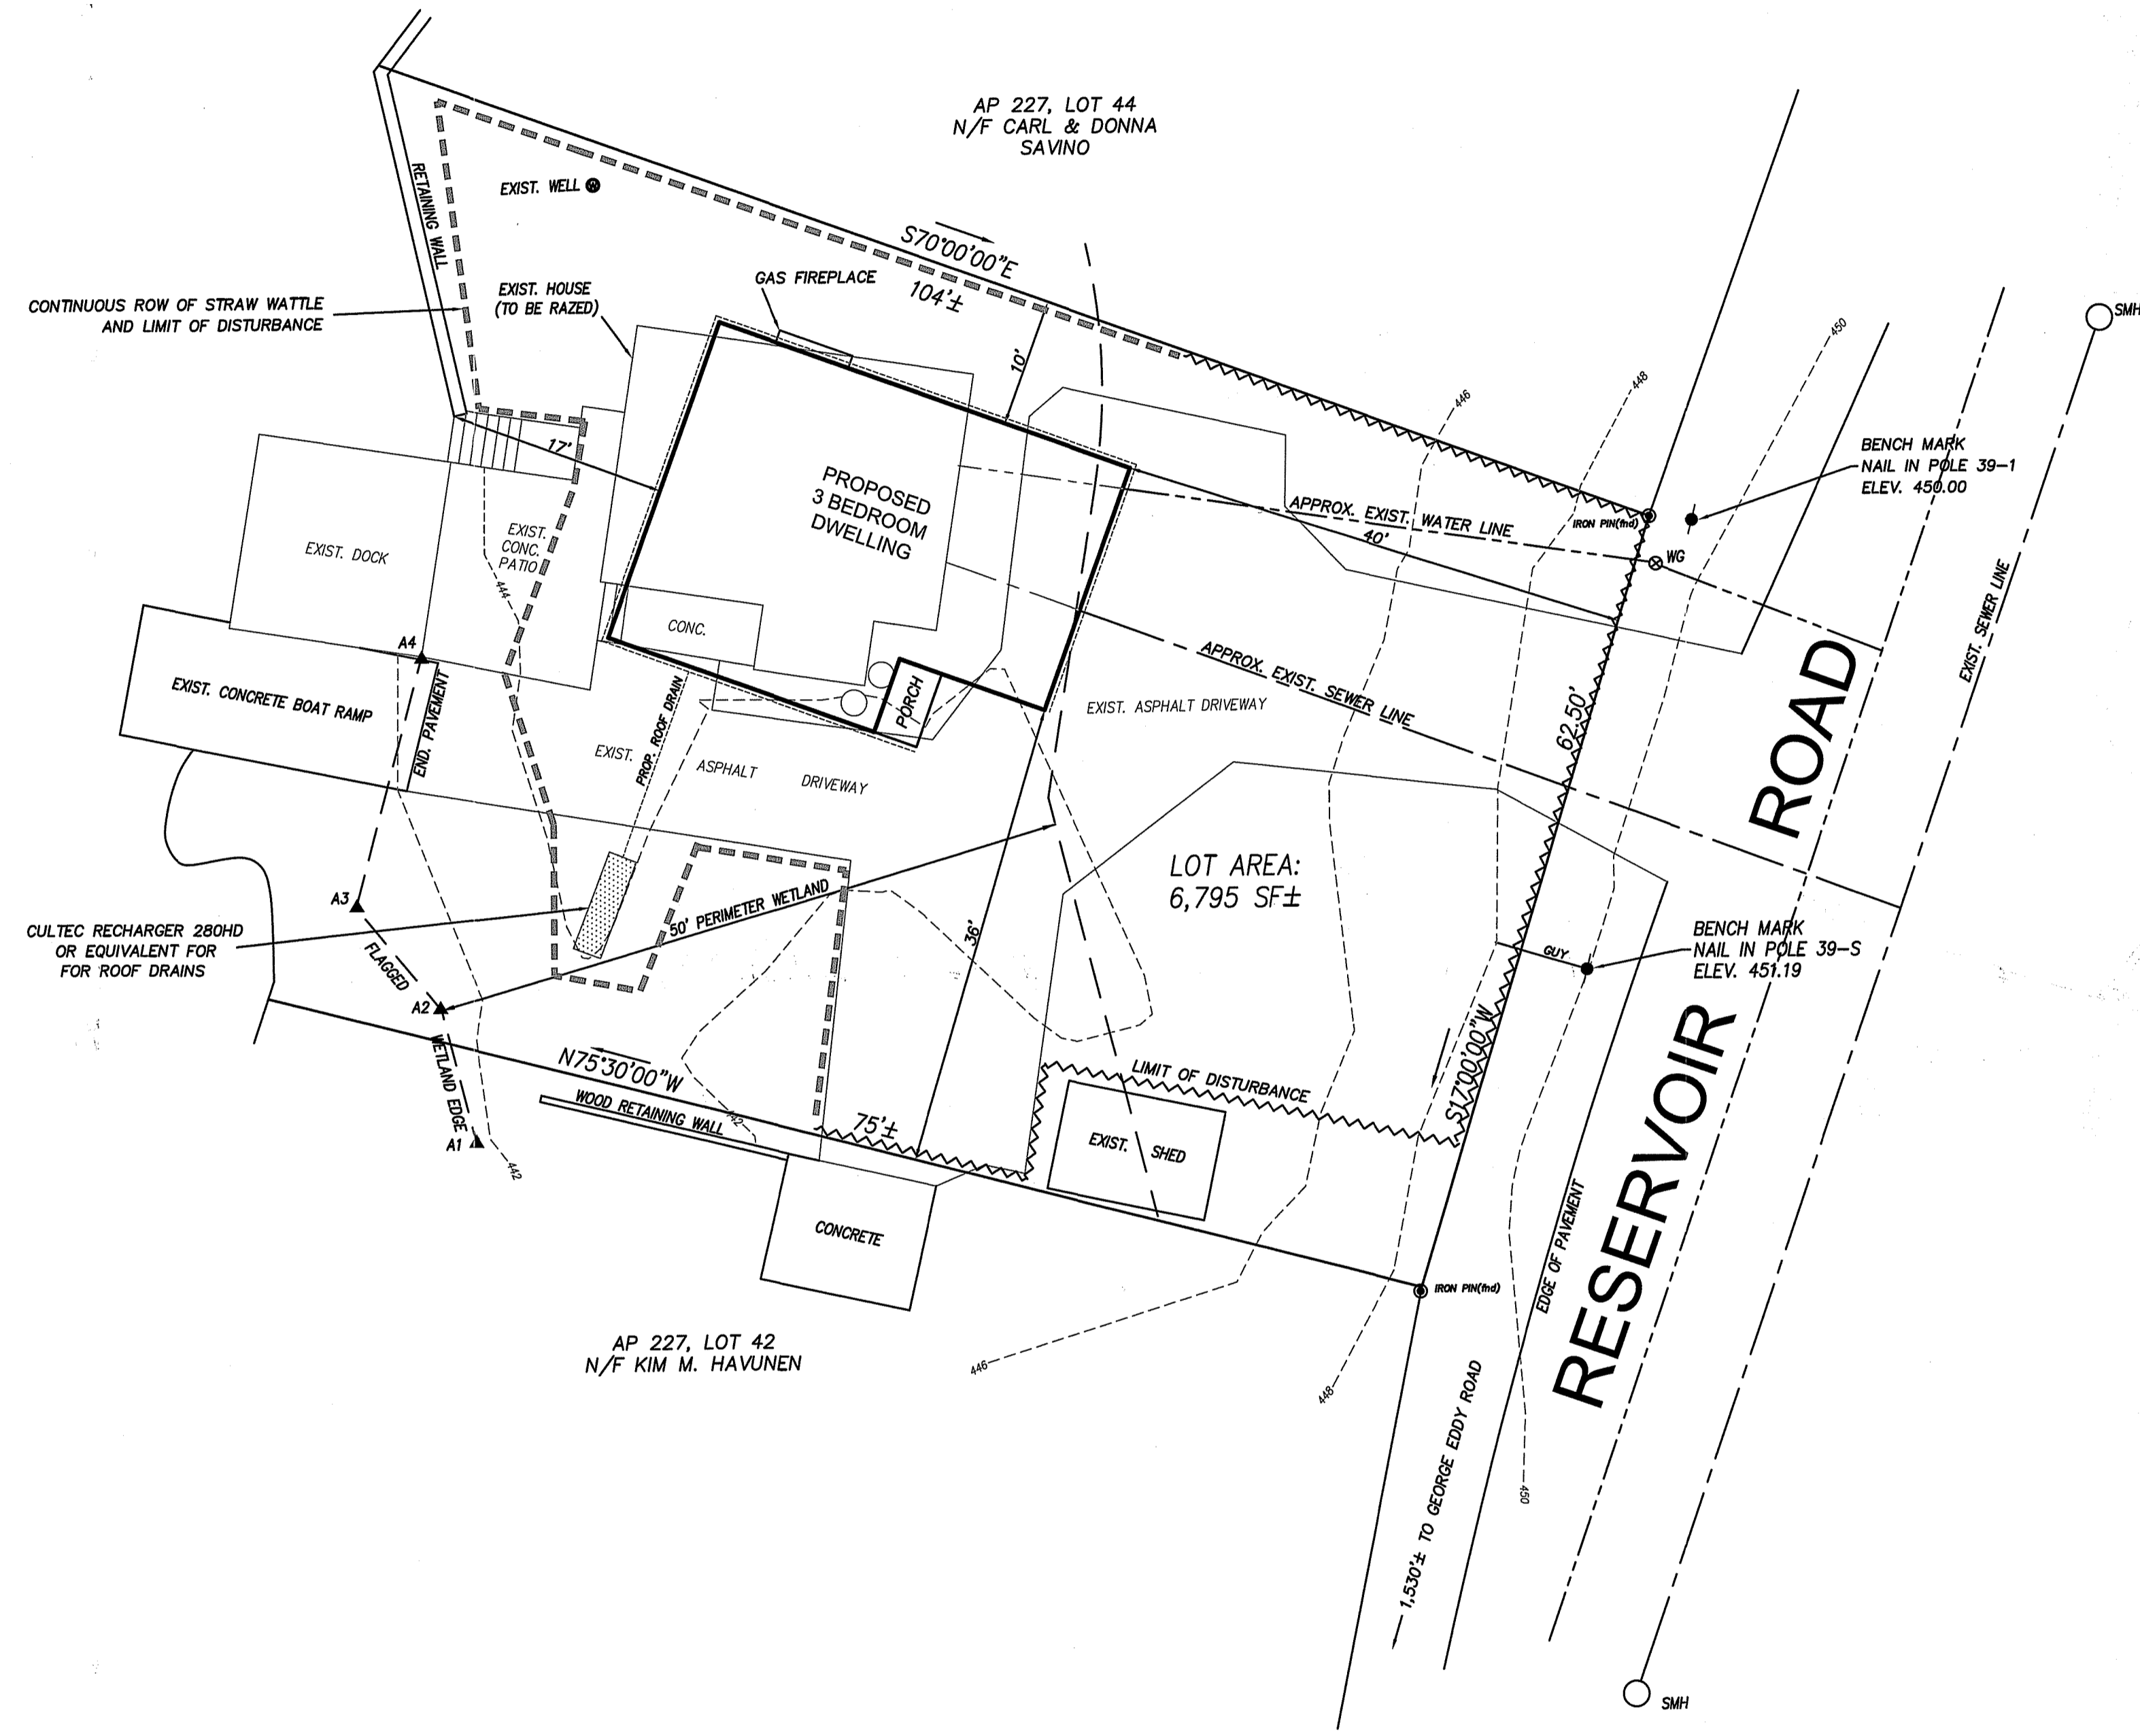 AP 227, LOT 44
N/F CARL & DONNA
SAVINO
RETAINING WALL
EXIST. WELL
W
S70°00'00"E
104'±
GAS FIREPLACE
EXIST. HOUSE
(TO BE RAZED)
CONTINUOUS ROW OF STRAW WATTLE
AND LIMIT OF DISTURBANCE
SMH
450
448
446
10'
17'
BENCH MARK
NAIL IN POLE 39-1
ELEV. 450.00
PROPOSED
3 BEDROOM
DWELLING
APPROX. EXIST. WATER LINE
40'
IRON PIN(fnd)
WG
EXIST. DOCK
EXIST.
CONC.
PATIO
444
CONC.
EXIST. SEWER LINE
A4
EXIST. CONCRETE BOAT RAMP
END. PAVEMENT
PORCH
APPROX. EXIST. SEWER LINE
EXIST. ASPHALT DRIVEWAY
62.50'
PROP. ROOF DRAIN
EXIST.
ASPHALT
DRIVEWAY
ROAD
LOT AREA:
6,795 SF±
A3
50' PERIMETER WETLAND
36'
CULTEC RECHARGER 280HD
OR EQUIVALENT FOR
FOR ROOF DRAINS
FLAGGED
GUY
BENCH MARK
NAIL IN POLE 39-S
ELEV. 451.19
A2
WETLAND EDGE
A1
442
N75°30'00"W
WOOD RETAINING WALL
442
75'±
LIMIT OF DISTURBANCE
S17°00'00"W
EXIST.
SHED
RESERVOIR
CONCRETE
EDGE OF PAVEMENT
IRON PIN(fnd)
AP 227, LOT 42
N/F KIM M. HAVUNEN
446
448
450
1,530'± TO GEORGE EDDY ROAD
SMH